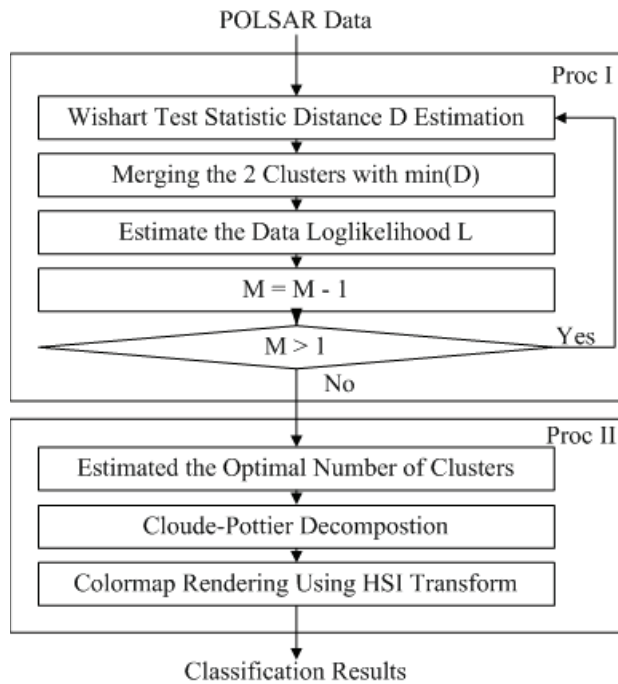 POLSAR Data
Proc I
Wishart Test Statistic Distance D Estimation
Merging the 2 Clusters with min(D)
Estimate the Data Loglikelihood L
M = M - 1
M > 1
Yes
No
Proc II
Estimated the Optimal Number of Clusters
Cloude-Pottier Decompostion
Colormap Rendering Using HSI Transform
Classification Results